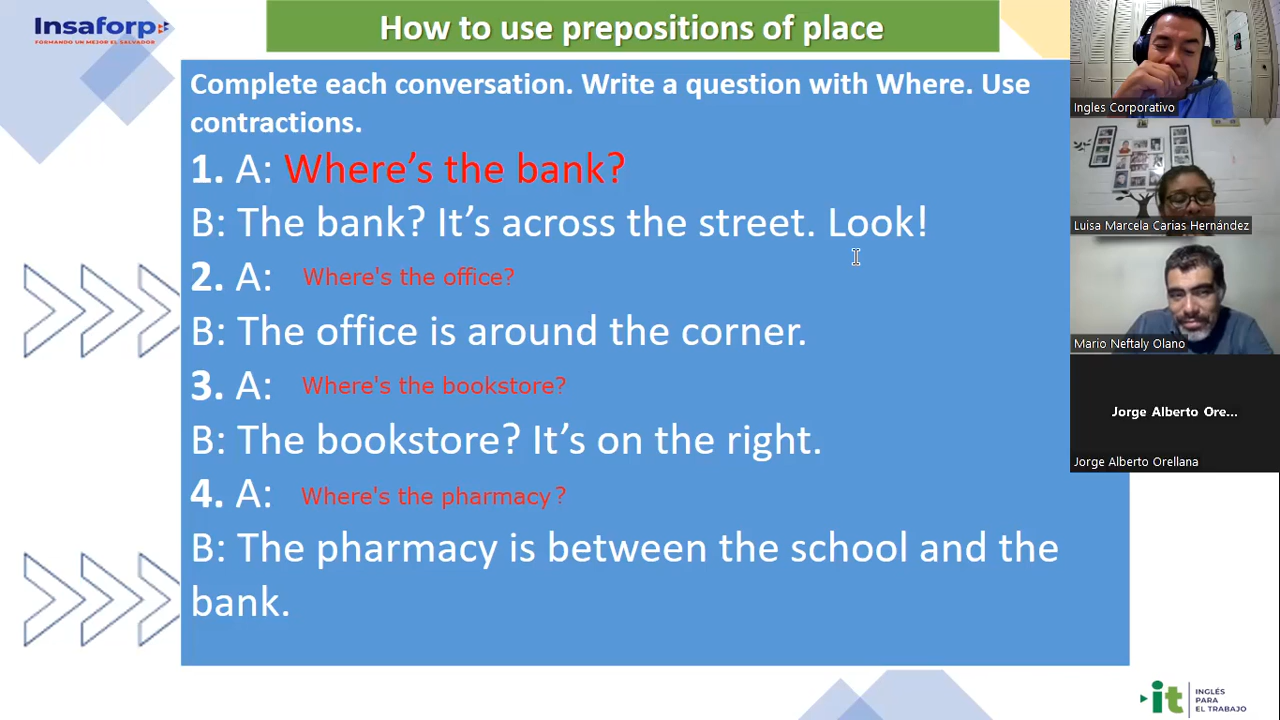 Insaforp
FORMANDO UN MEJOR EL SALVADOR
How to use prepositions of place
Complete each conversation. Write a question with Where. Use
contractions.
1. A: Where’s the bank?
B: The bank? It’s across the street. Look!
2. A: Where's the office?
B: The office is around the corner.
3. A: Where's the bookstore?
B: The bookstore? It’s on the right.
4. A: Where's the pharmacy?
B: The pharmacy is between the school and the
bank.
Ingles Corporativo
Luisa Marcela Carias Hernández
Mario Neftaly Olano
Jorge Alberto Ore...
Jorge Alberto Orellana
it
INGLÉS
PARA
EL TRABAJO